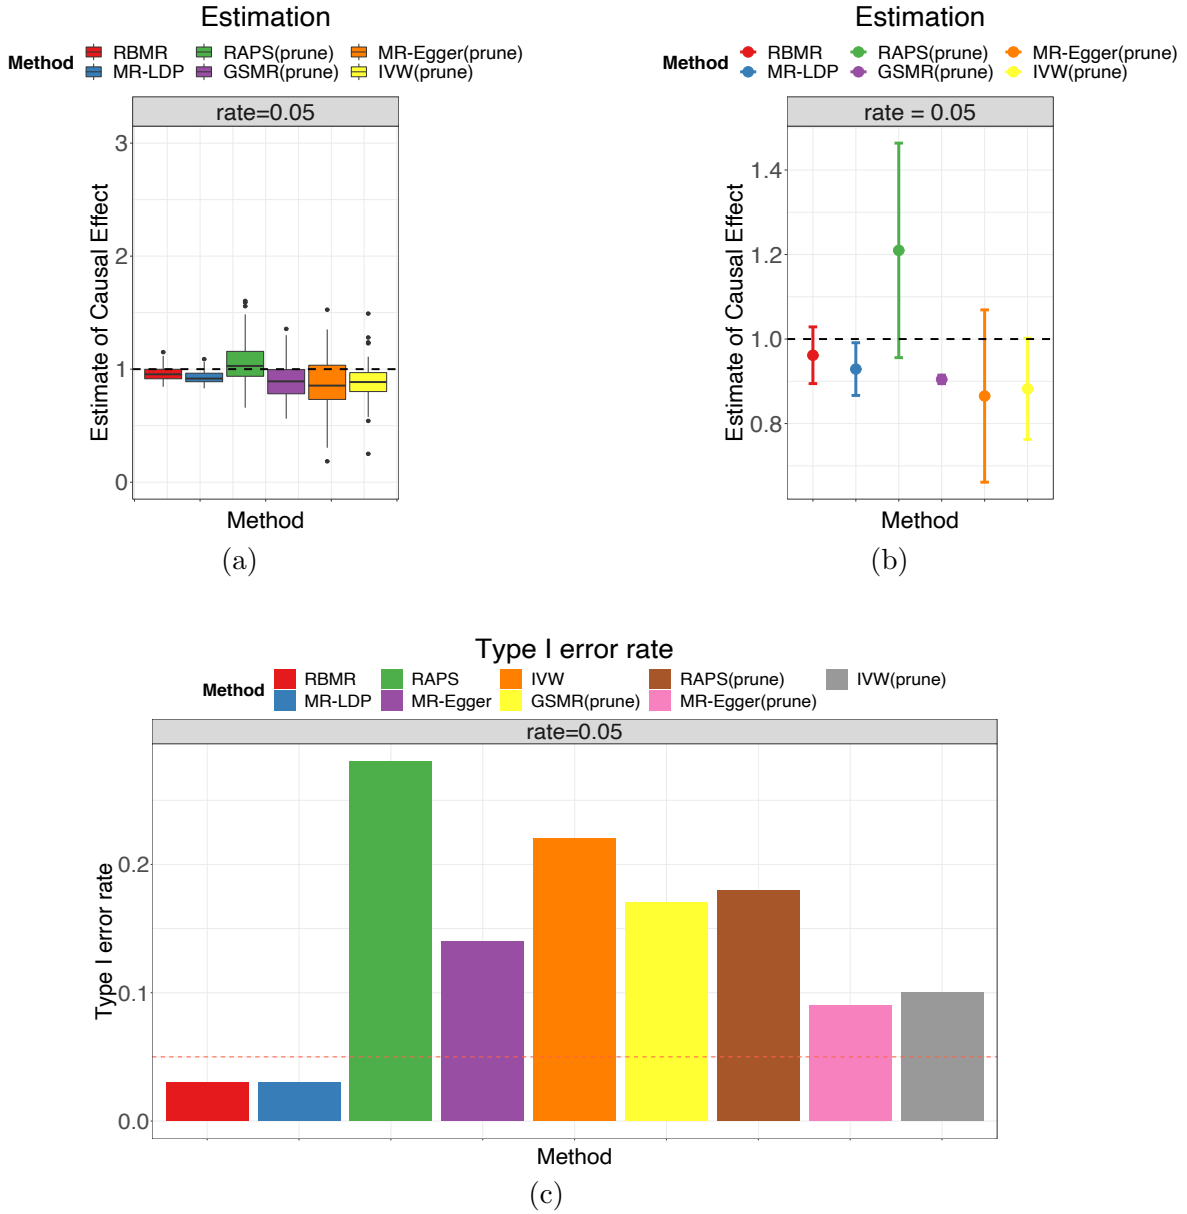 Estimation
Method RBMR RAPS(prune) MR-Egger(prune)
MR-LDP GSMR(prune) IVW(prune)
rate=0.05
3
2
1
0
Estimate of Causal Effect
Method
(a)
Estimation
Method RBMR RAPS(prune) MR-Egger(prune)
MR-LDP GSMR(prune) IVW(prune)
rate = 0.05
1.4
1.2
1.0
0.8
Estimate of Causal Effect
Method
(b)
Type I error rate
Method RBMR RAPS IVW RAPS(prune) IVW(prune)
MR-LDP MR-Egger GSMR(prune) MR-Egger(prune)
rate=0.05
0.2
0.1
0.0
Type I error rate
Method
(c)